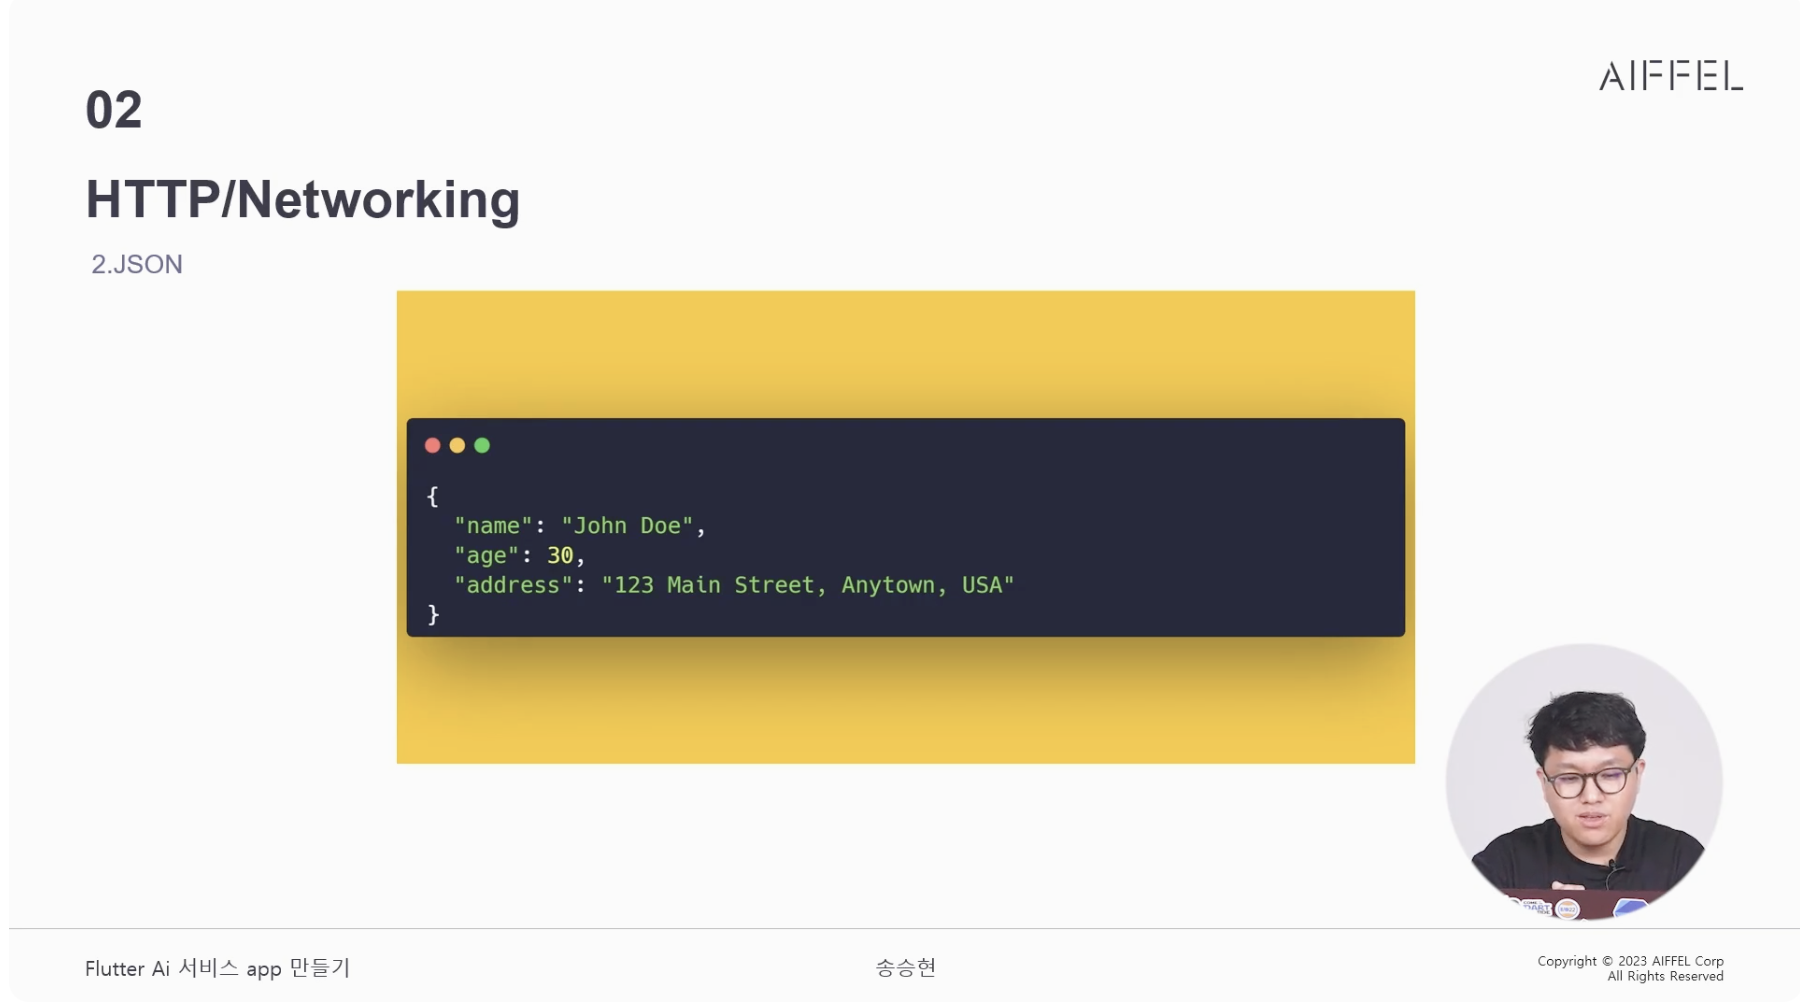 AIFFEL
02
HTTP/Networking
2.JSON
{
"name": "John Doe",
"age": 30,
"address": "123 Main Street, Anytown, USA"
}
DART
Flutter Ai 서비스 app 만들기
송승현
Copyright © 2023 AIFFEL Corp
All Rights Reserved